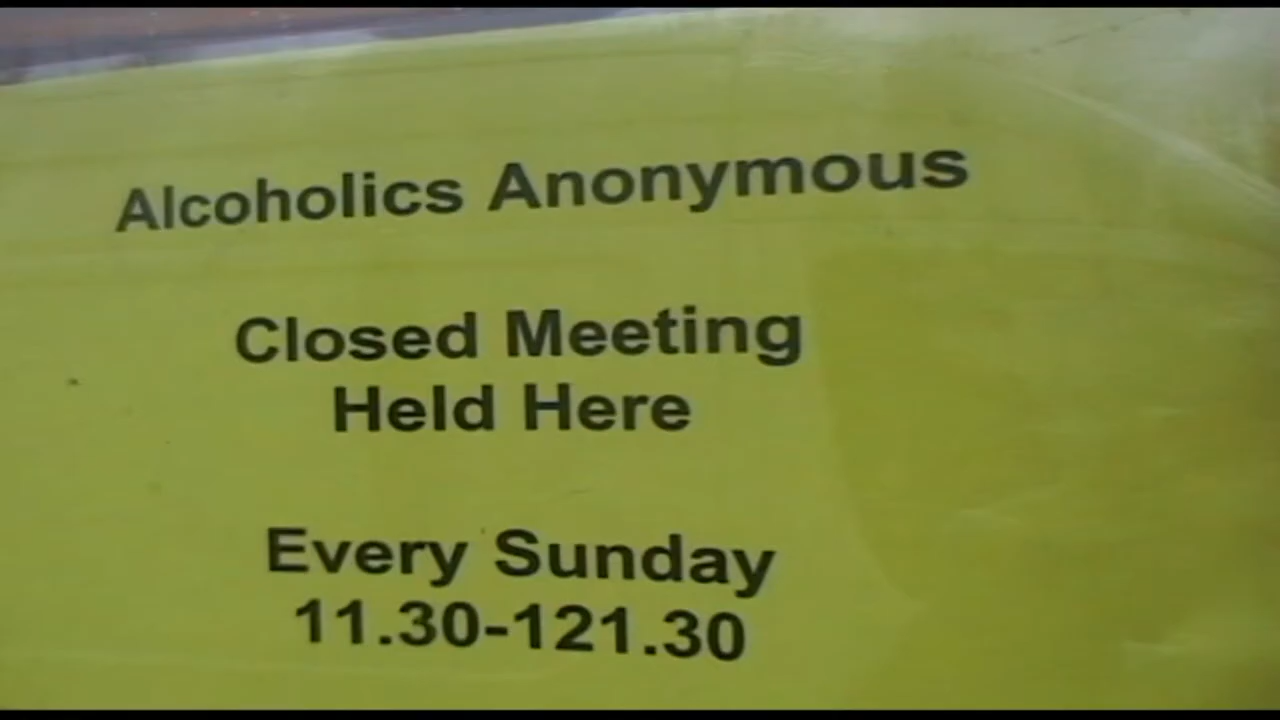 Alcoholics Anonymous
Closed Meeting
Held Here
Every Sunday
11.30-121.30